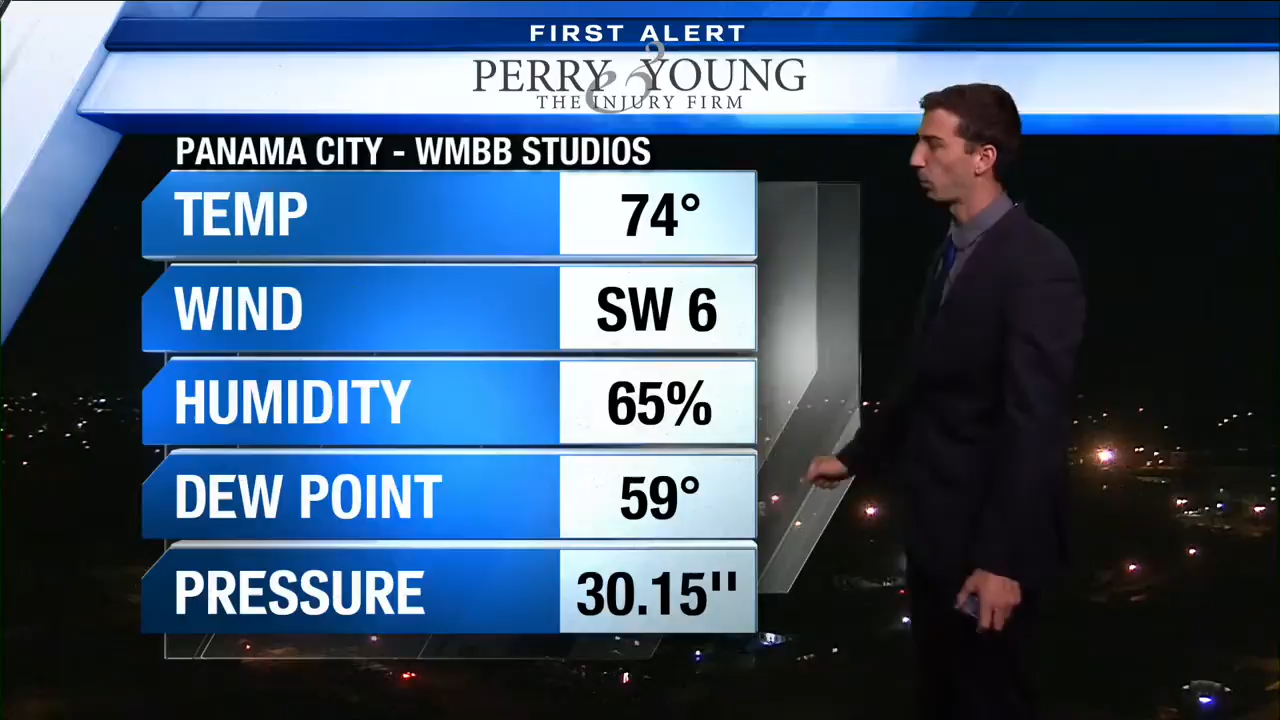 FIRST ALERT
PERRY & YOUNG
THE INJURY FIRM
PANAMA CITY - WMBB STUDIOS
TEMP 74°
WIND SW 6
HUMIDITY 65%
DEW POINT 59°
PRESSURE 30.15"